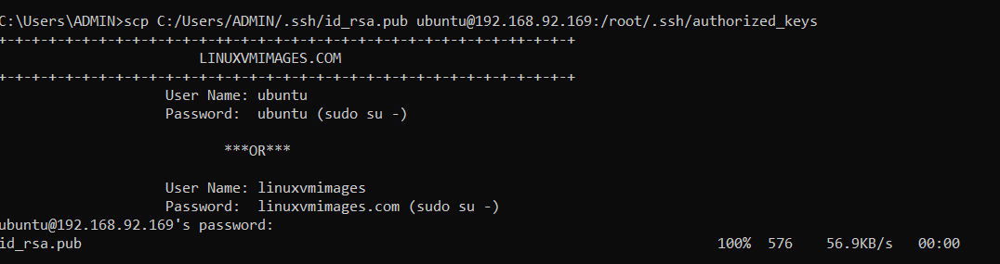 C:\Users\ADMIN>scp C:/Users/ADMIN/.ssh/id_rsa.pub ubuntu@192.168.92.169:/root/.ssh/authorized_keys
+-+-+-+-+-+-+-+-+-+-+-+-+-++-+-+-+-+-+-+-++-+-+-+-+-+-+-+-++-+-+-+-+
LINUXVMIMAGES.COM
+-+-+-+-+-+-+-+-+-+-+-+-+-+-+-+-+-+-+-+-+-+-+-+-+-+-+-+-+-+-+-+-+-+-+
User Name: ubuntu
Password:  ubuntu (sudo su -)
***OR***
User Name: linuxvmimages
Password:  linuxvmimages.com (sudo su -)
ubuntu@192.168.92.169's password:
id_rsa.pub 100%  576    56.9KB/s   00:00